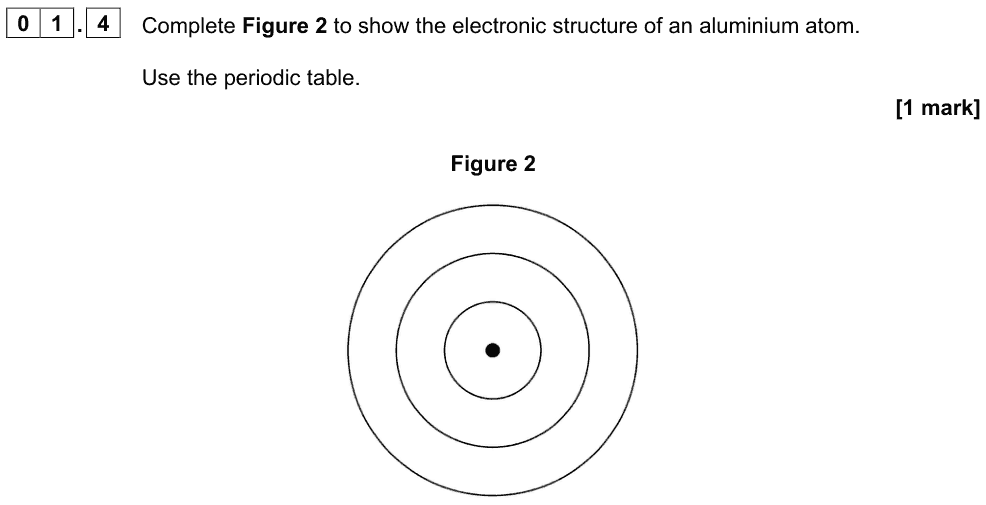 0 1 . 4 Complete Figure 2 to show the electronic structure of an aluminium atom.
Use the periodic table.
[1 mark]
Figure 2